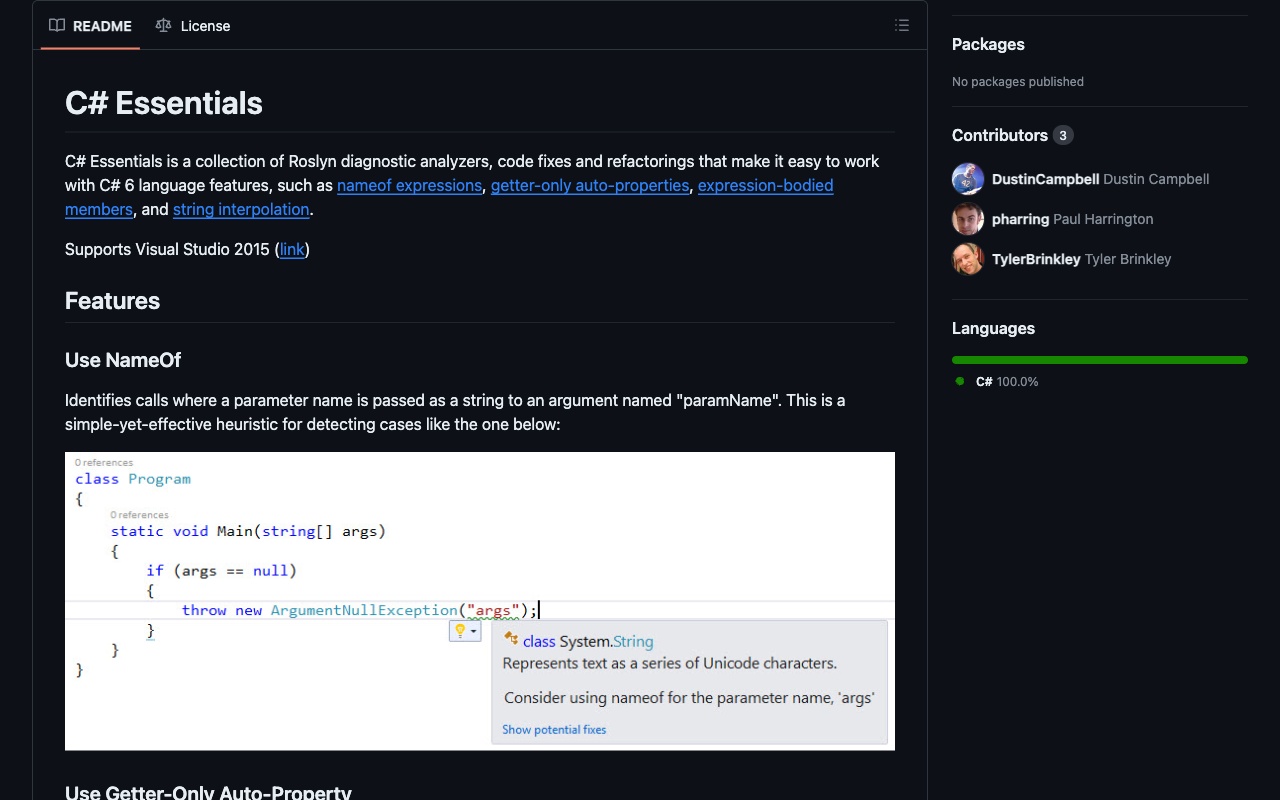 README
License
C# Essentials
C# Essentials is a collection of Roslyn diagnostic analyzers, code fixes and refactorings that make it easy to work
with C# 6 language features, such as nameof expressions, getter-only auto-properties, expression-bodied
members, and string interpolation.
Supports Visual Studio 2015 (link)
Features
Use NameOf
Identifies calls where a parameter name is passed as a string to an argument named "paramName". This is a
simple-yet-effective heuristic for detecting cases like the one below:
0 references
class Program
{
0 references
static void Main(string[] args)
{
if (args == null)
{
throw new ArgumentNullException("args");
}
}
}
class System.String
Represents text as a series of Unicode characters.
Consider using nameof for the parameter name, 'args'
Show potential fixes
Use Getter-Only Auto-Property
Packages
No packages published
Contributors 3
DustinCampbell Dustin Campbell
pharring Paul Harrington
TylerBrinkley Tyler Brinkley
Languages
C# 100.0%